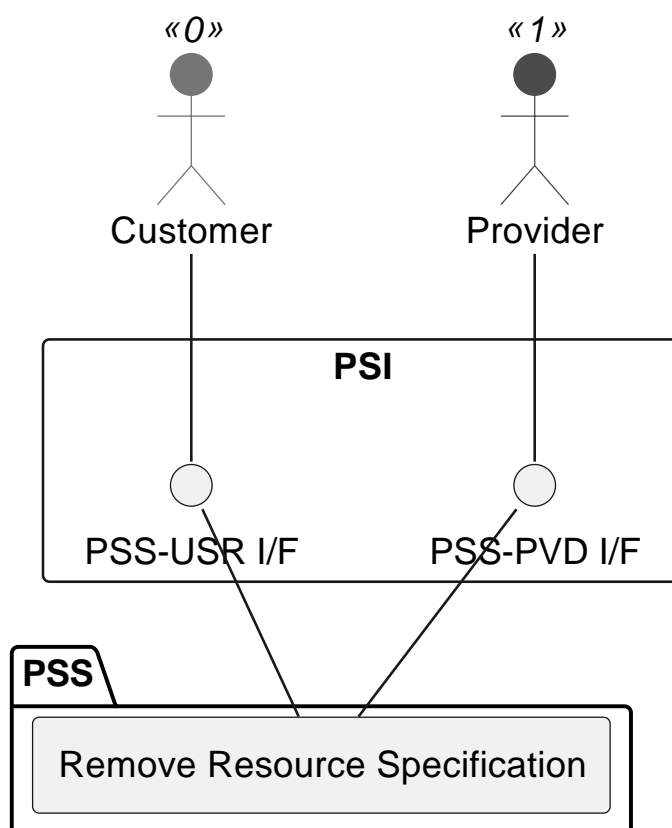 «0» «1»
Customer Provider
PSI
PSS-USR I/F PSS-PVD I/F
PSS
Remove Resource Specification